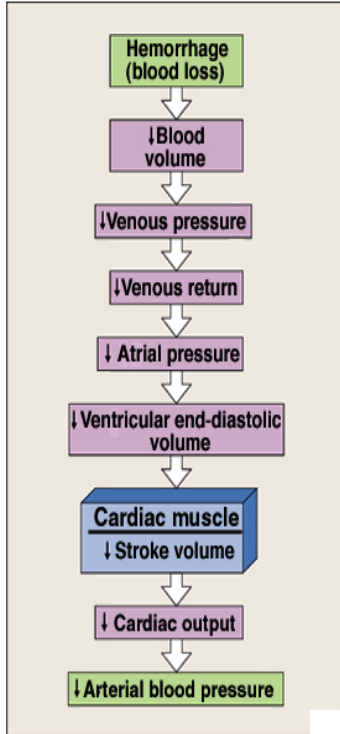 Hemorrhage
(blood loss)
↓Blood
volume
↓Venous pressure
↓Venous return
↓ Atrial pressure
↓Ventricular end-diastolic
volume
Cardiac muscle
↓ Stroke volume
↓ Cardiac output
↓Arterial blood pressure